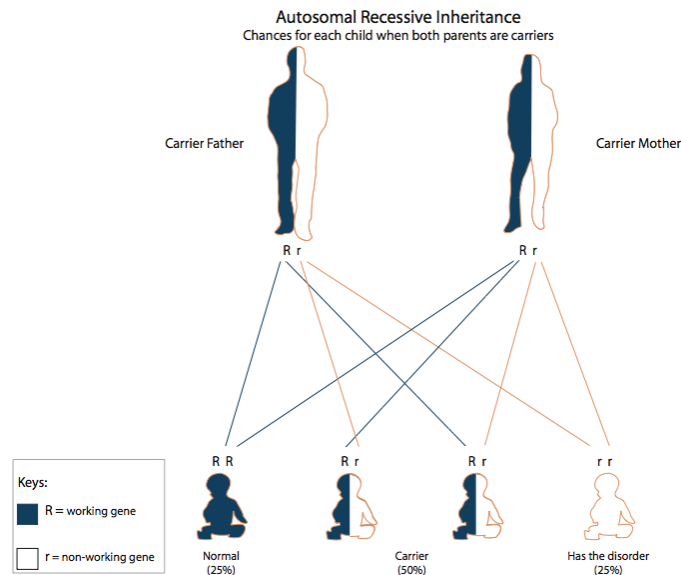 Autosomal Recessive Inheritance
Chances for each child when both parents are carriers
Carrier Father
Carrier Mother
R r
R r
R R
R r
R r
r r
Keys:
R = working gene
r = non-working gene
Normal
(25%)
Carrier
(50%)
Has the disorder
(25%)